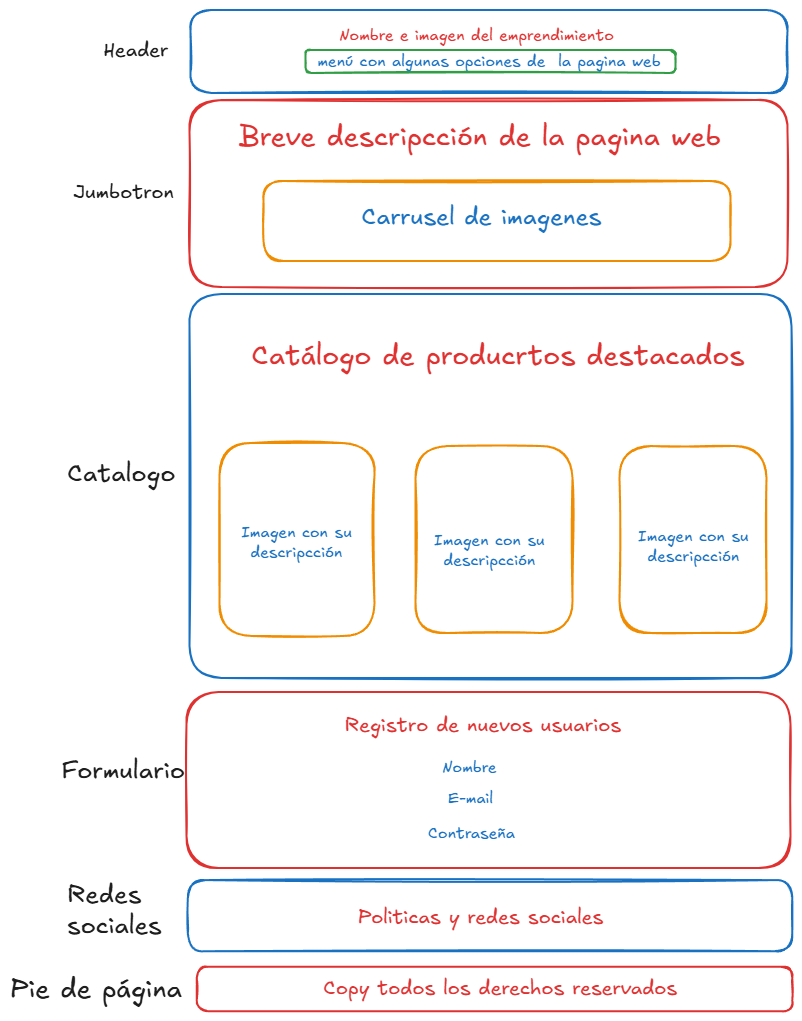 Header
Nombre e imagen del emprendimiento
menú con algunas opciones de la pagina web
Jumbotron
Breve descripcción de la pagina web
Carrusel de imagenes
Catalogo
Catálogo de producrtos destacados
Imagen con su
descripcción
Imagen con su
descripcción
Imagen con su
descripcción
Formulario
Registro de nuevos usuarios
Nombre
E-mail
Contraseña
Redes
sociales
Politicas y redes sociales
Pie de página
Copy todos los derechos reservados